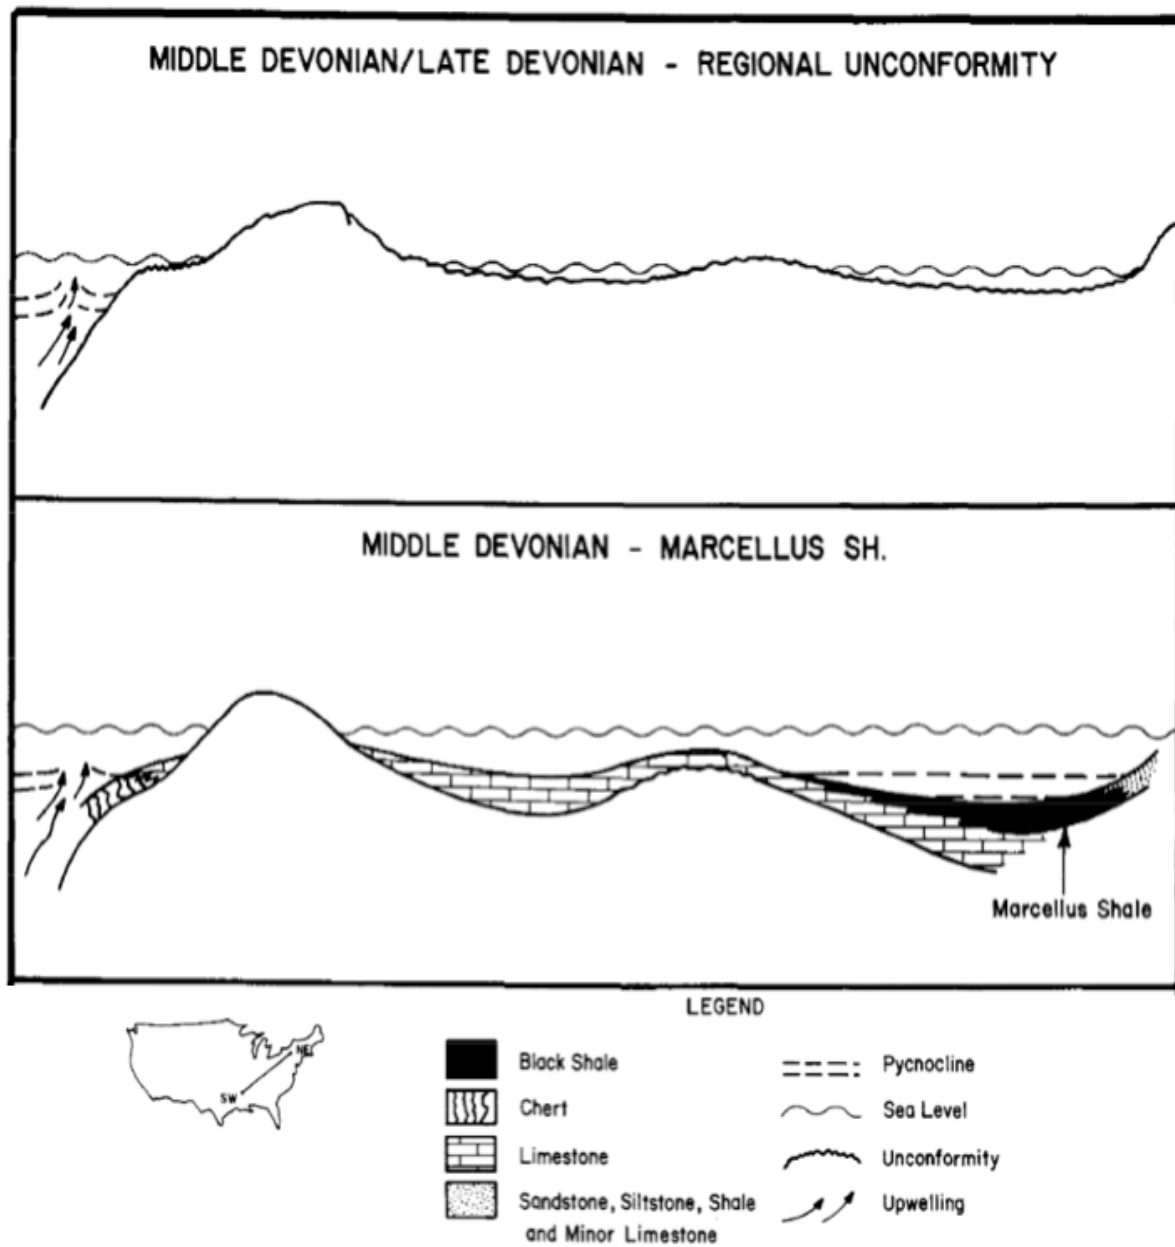 MIDDLE DEVONIAN/LATE DEVONIAN - REGIONAL UNCONFORMITY
MIDDLE DEVONIAN - MARCELLUS SH.
Marcellus Shale
LEGEND
NE
SW
Black Shale
Chert
Limestone
Sandstone, Siltstone, Shale
and Minor Limestone
Pycnocline
Sea Level
Unconformity
Upwelling